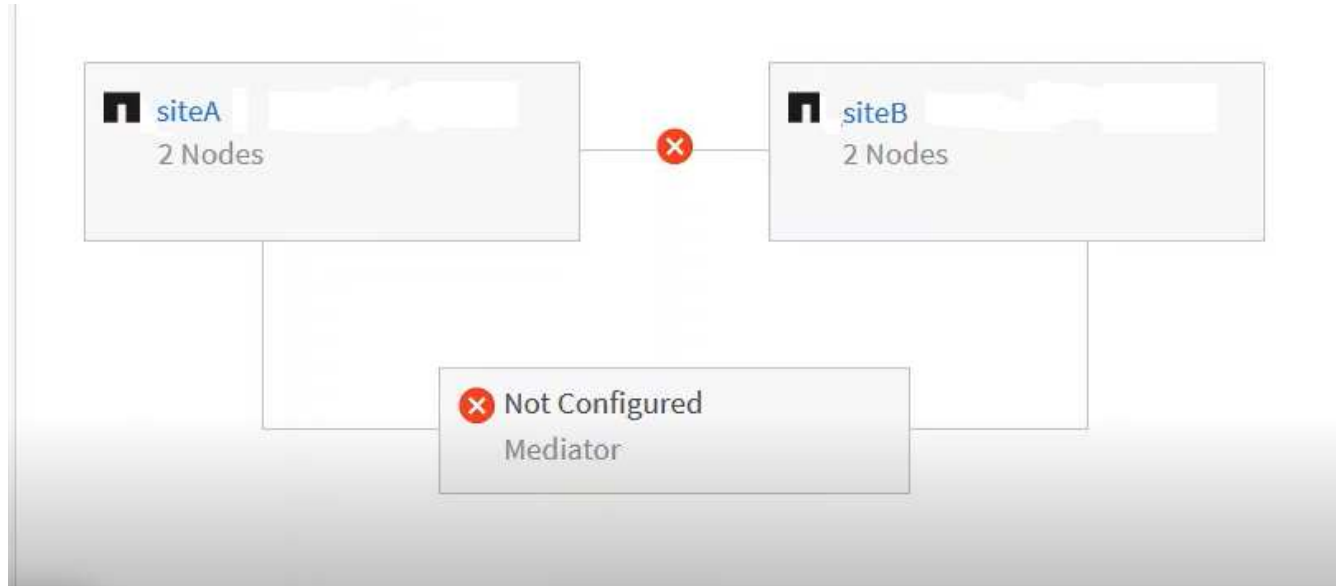 siteA
2 Nodes
siteB
2 Nodes
Not Configured
Mediator